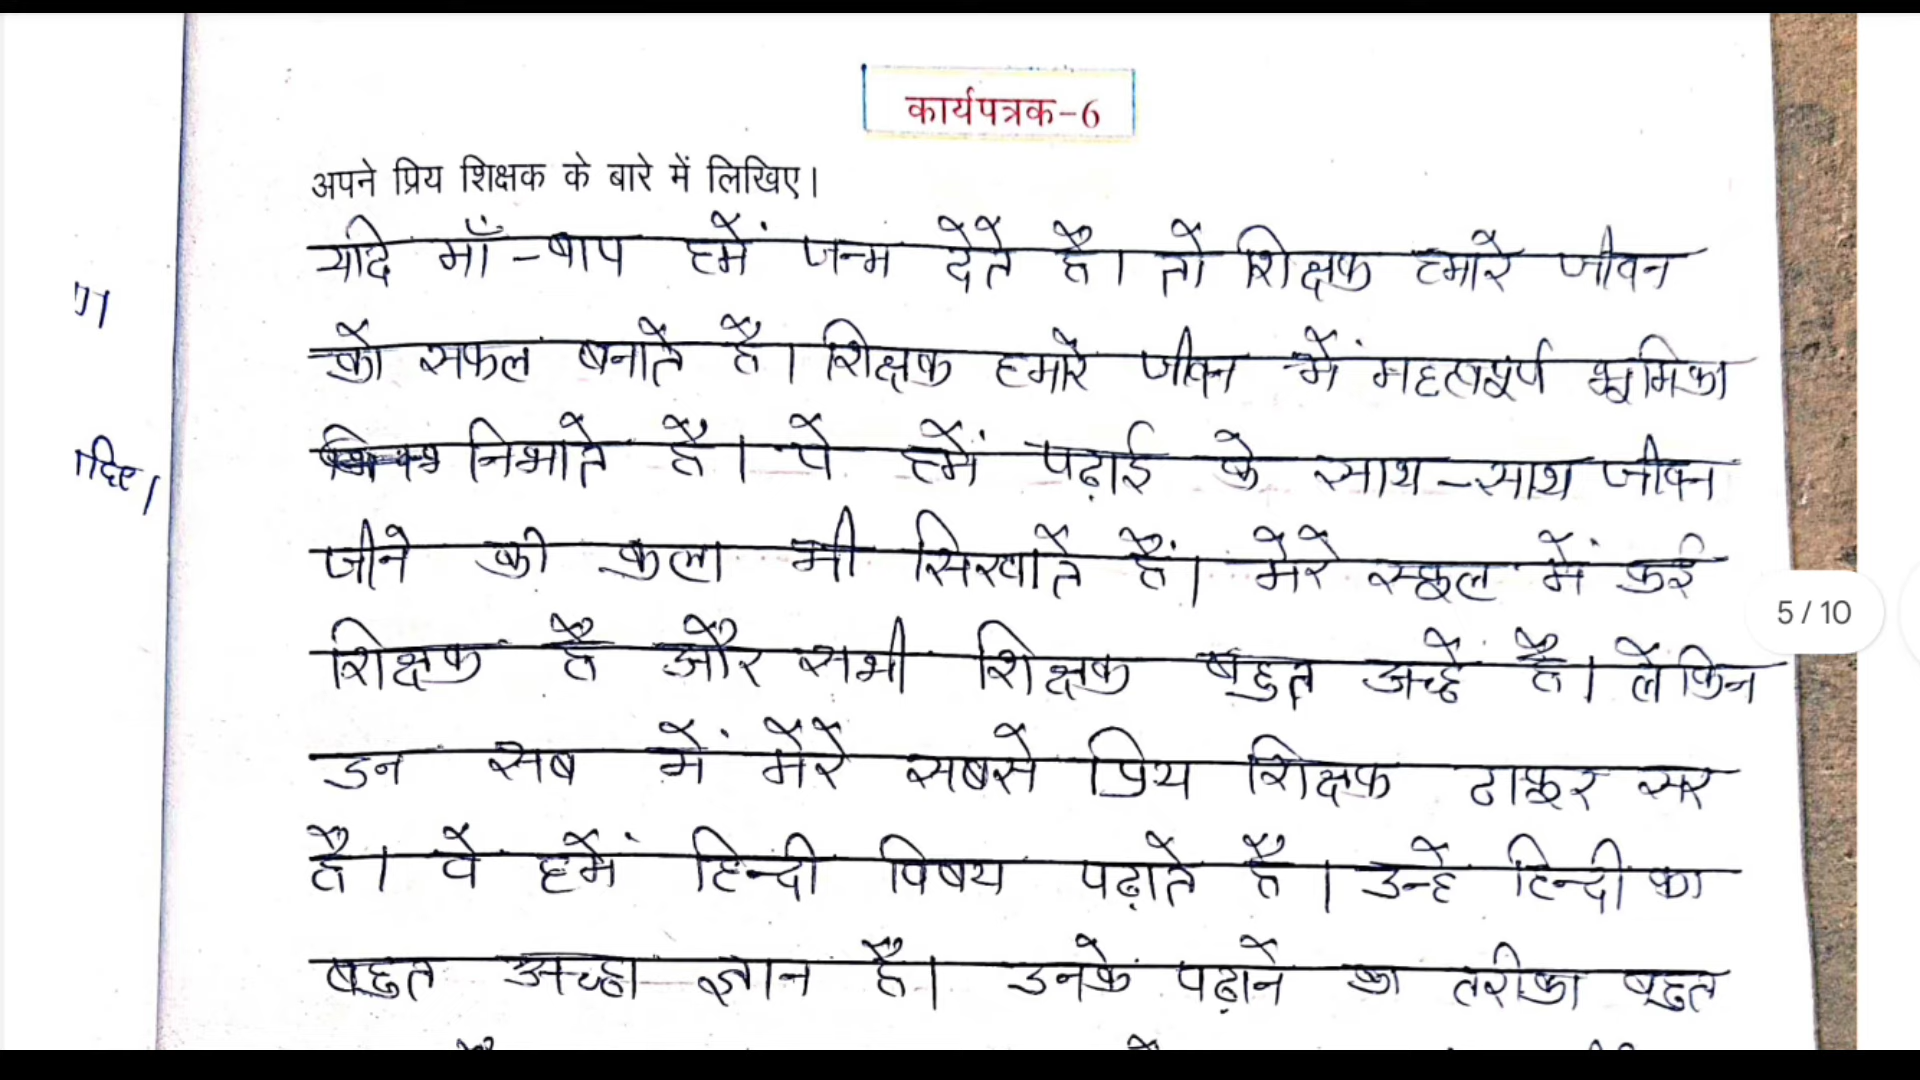 कार्यपत्रक-6
अपने प्रिय शिक्षक के बारे में लिखिए।
यदि माँ-बाप हमें जन्म देते है। तो शिक्षक हमारे जीवन
को सफल बनाते है। शिक्षक हमारे जीवन में महत्वपूर्ण भूमिका
निभाते है। वे हमें पढ़ाई के साथ-साथ जीवन
दिए।
जीने की कला भी सिखाते हैं। मेरे स्कूल में कई
5/10
शिक्षक है और सभी शिक्षक बहुत अच्छे है। लेकिन
उन सब में मेरे सबसे प्रिय शिक्षक ठाकुर सर
है। वे हमें हिन्दी विषय पढ़ाते है। उन्हे हिन्दी का
बहुत अच्छा ज्ञान है। उनके पढ़ाने का तरीका बहुत